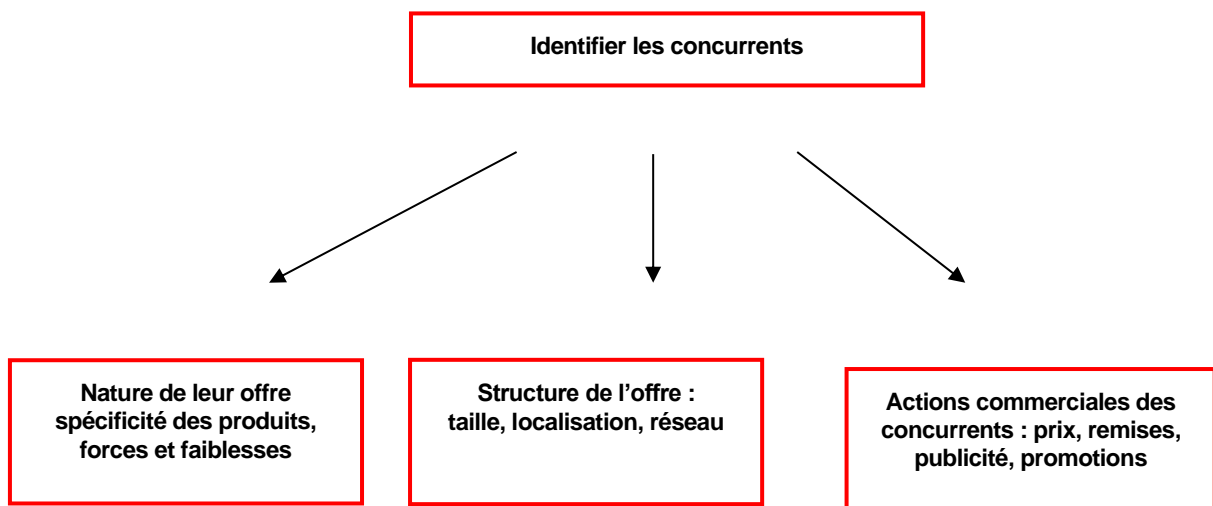 Identifier les concurrents
Nature de leur offre
spécificité des produits,
forces et faiblesses
Structure de l’offre :
taille, localisation, réseau
Actions commerciales des
concurrents : prix, remises,
publicité, promotions